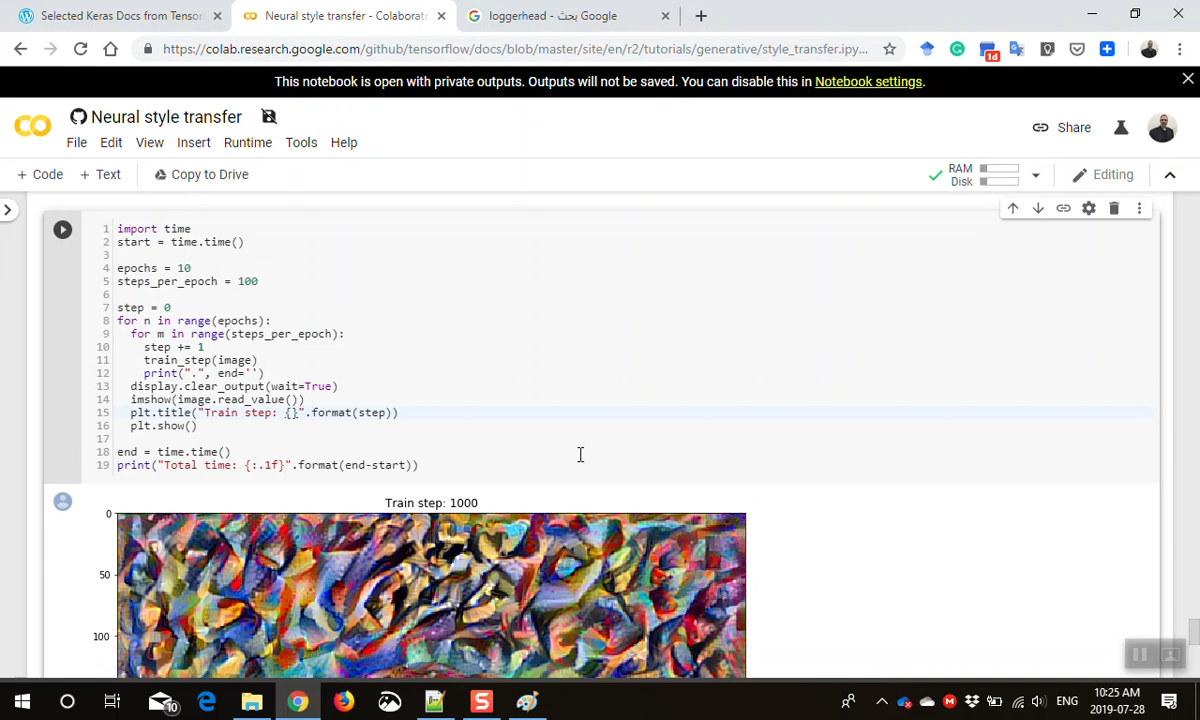 Selected Keras Docs from Tensorf
Neural style transfer - Colaborato
loggerhead - بحث Google
https://colab.research.google.com/github/tensorflow/docs/blob/master/site/en/r2/tutorials/generative/style_transfer.ipy...
1d
This notebook is open with private outputs. Outputs will not be saved. You can disable this in Notebook settings.
CO
Neural style transfer
File Edit View Insert Runtime Tools Help
Share
+ Code + Text Copy to Drive
RAM
Disk
Editing
1 import time
2 start = time.time()
3
4 epochs = 10
5 steps_per_epoch = 100
6
7 step = 0
8 for n in range(epochs):
9 for m in range(steps_per_epoch):
10 step += 1
11 train_step(image)
12 print(".", end='')
13 display.clear_output(wait=True)
14 imshow(image.read_value())
15 plt.title("Train step: {}".format(step))
16 plt.show()
17
18 end = time.time()
19 print("Total time: {:.1f}".format(end-start))
Train step: 1000
0
50
100
10
ENG
10:25 AM
2019-07-28